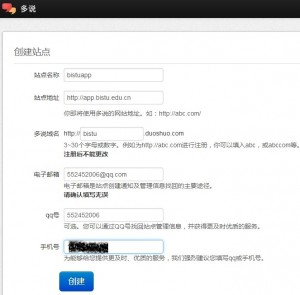 多说
创建站点
站点名称 bistuapp
站点地址 http://app.bistu.edu.cn
你即将使用多说的网站地址。如：http://abc.com/
多说域名 http:// bistu .duoshuo.com
3~30个字母或数字。例如为http://abc.com进行注册，你可以填入abc，或abccom等。
注册后不能更改
电子邮箱 552452006@qq.com
电子邮箱是站点创建通知及管理信息找回的主要途径。
请确认填写无误
qq号 552452006
可选。您可以通过QQ号找回站点管理信息，并获得更及时优质的服务。
手机号
为能够给您提供更及时、优质的服务，我们强烈建议您填写qq或手机号。
创建